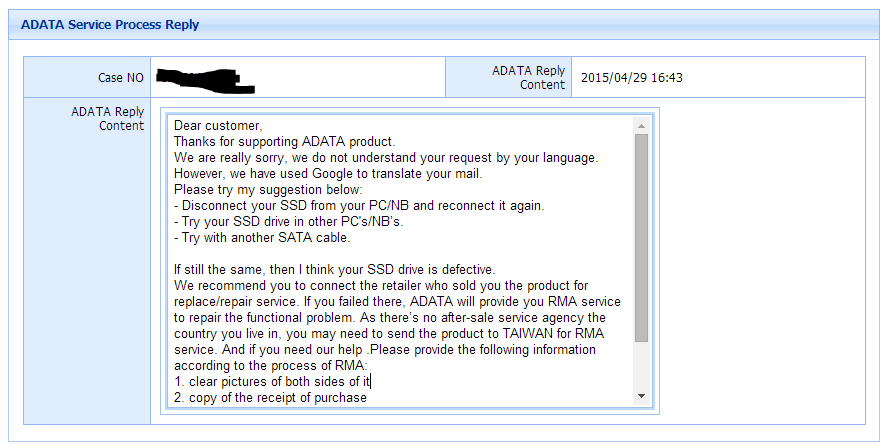 ADATA Service Process Reply
Case NO
ADATA Reply
Content
2015/04/29 16:43
ADATA Reply
Content
Dear customer,
Thanks for supporting ADATA product.
We are really sorry, we do not understand your request by your language.
However, we have used Google to translate your mail.
Please try my suggestion below:
- Disconnect your SSD from your PC/NB and reconnect it again.
- Try your SSD drive in other PC's/NB's.
- Try with another SATA cable.
If still the same, then I think your SSD drive is defective.
We recommend you to connect the retailer who sold you the product for
replace/repair service. If you failed there, ADATA will provide you RMA service
to repair the functional problem. As there's no after-sale service agency the
country you live in, you may need to send the product to TAIWAN for RMA
service. And if you need our help .Please provide the following information
according to the process of RMA:
1. clear pictures of both sides of it
2. copy of the receipt of purchase